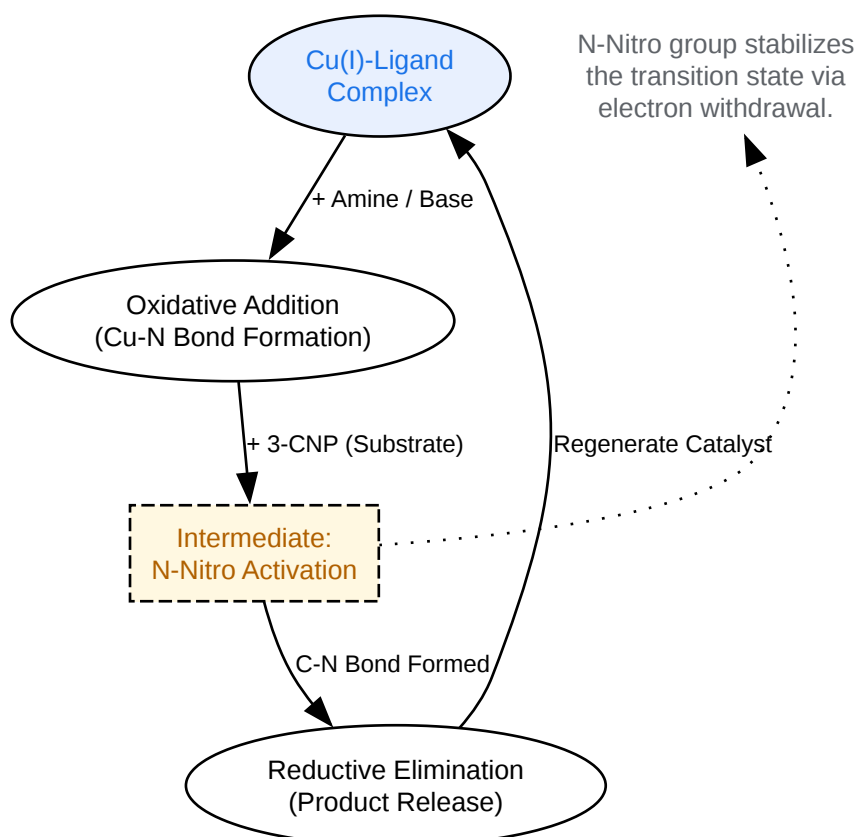 Cu(I)-Ligand
Complex
N-Nitro group stabilizes
the transition state via
electron withdrawal.
+ Amine / Base
Oxidative Addition
(Cu-N Bond Formation)
+ 3-CNP (Substrate)
Regenerate Catalyst
Intermediate:
N-Nitro Activation
C-N Bond Formed
Reductive Elimination
(Product Release)